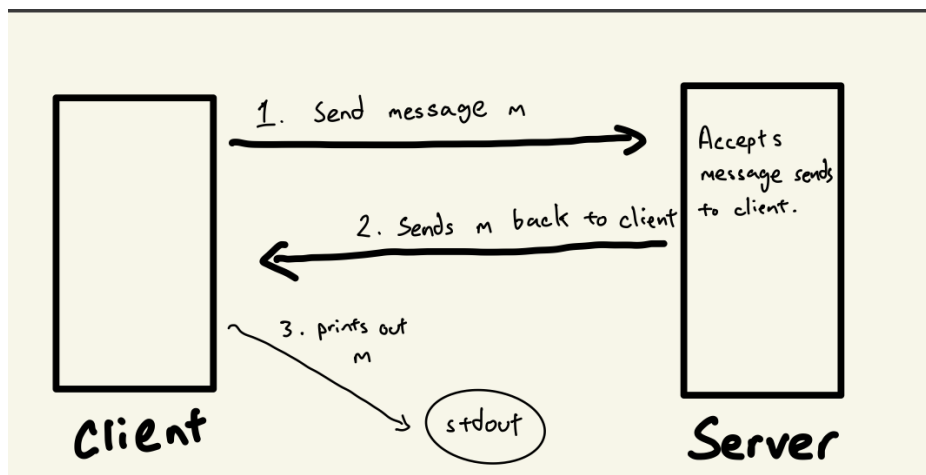 1. Send message m
Accepts
message sends
to client.
2. Sends m back to client
3. prints out
m
stdout
Client
Server